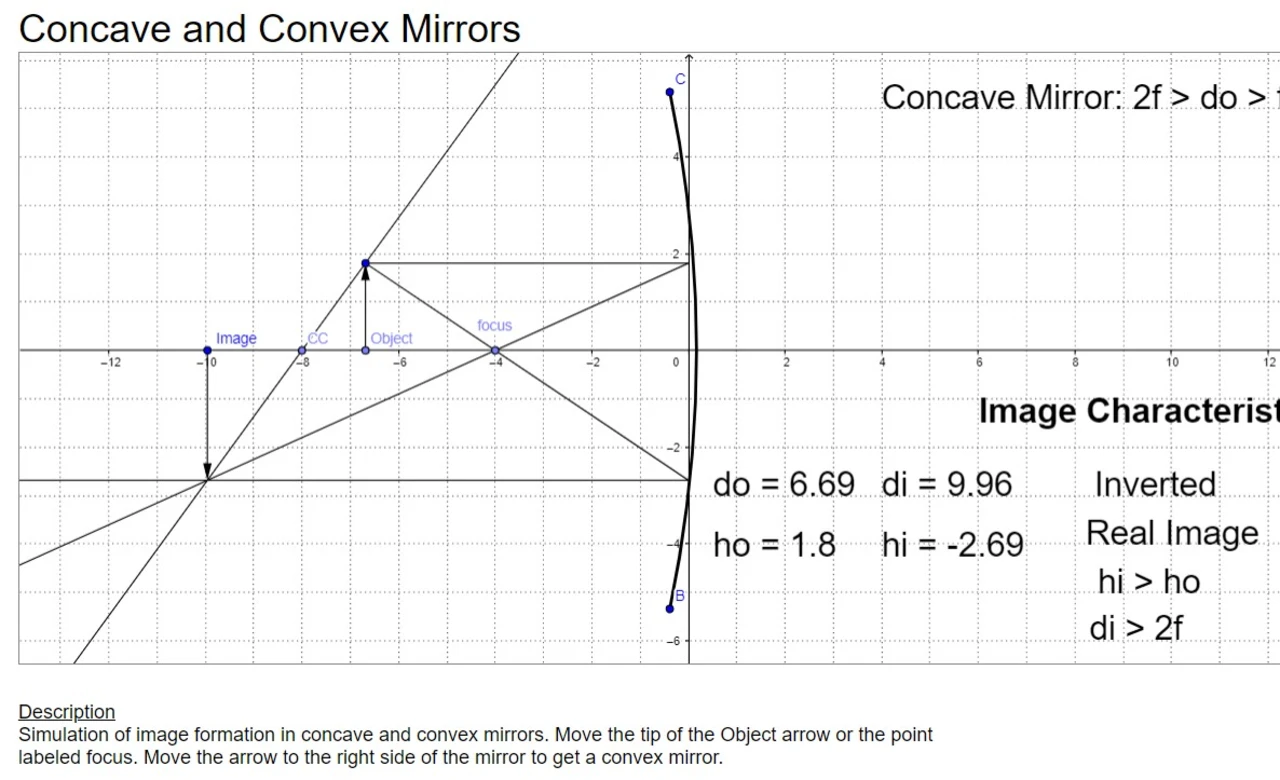 Concave and Convex Mirrors
C
Concave Mirror: 2f > do >
4
2
focus
Image
CC
Object
-12
-10
-8
-6
-4
-2
0
2
4
6
8
10
12
Image Characterist
-2
do = 6.69 di = 9.96 Inverted
Real Image
-4
ho = 1.8 hi = -2.69
hi > ho
B
di > 2f
-6
Description
Simulation of image formation in concave and convex mirrors. Move the tip of the Object arrow or the point
labeled focus. Move the arrow to the right side of the mirror to get a convex mirror.